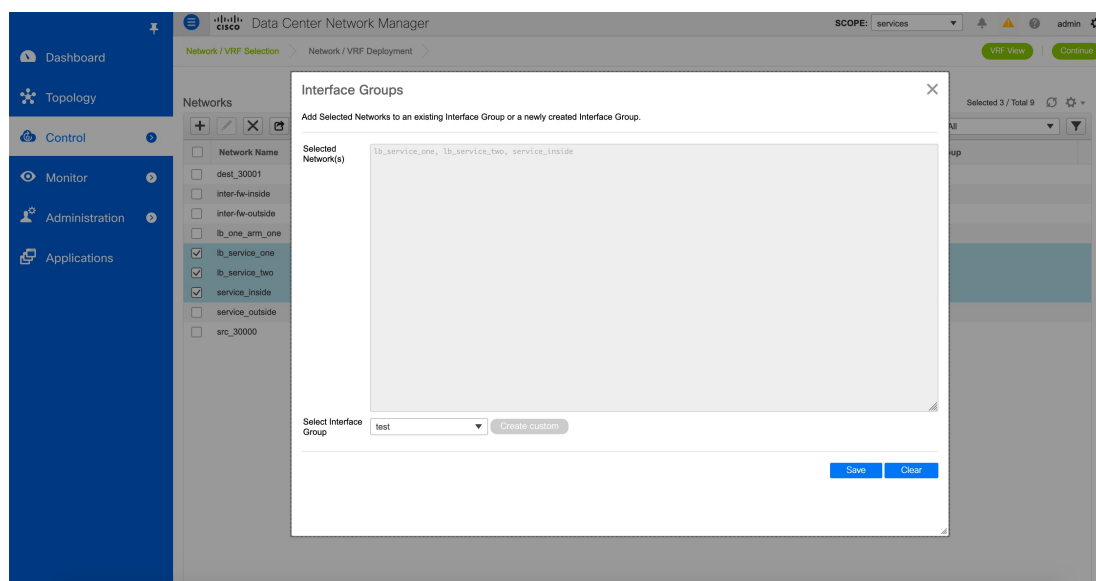 cisco Data Center Network Manager
SCOPE: services
admin
Dashboard
Topology
Control
Monitor
Administration
Applications
Network / VRF Selection
Network / VRF Deployment
VRF View
Continue
Networks
Selected 3 / Total 9
Network Name
dest_30001
inter-fw-inside
inter-fw-outside
lb_one_arm_one
lb_service_one
lb_service_two
service_inside
service_outside
src_30000
Interface Groups
Add Selected Networks to an existing Interface Group or a newly created Interface Group.
Selected
Network(s)
lb_service_one, lb_service_two, service_inside
Select Interface
Group
test
Create custom
Save
Clear